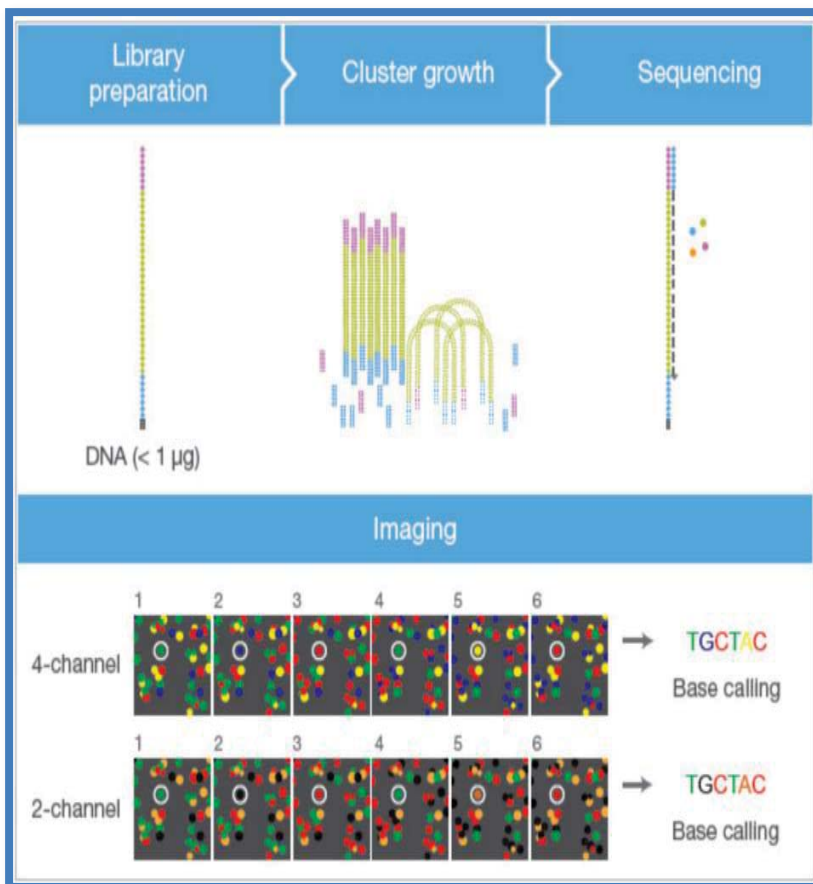 Library
preparation
Cluster growth
Sequencing
DNA (< 1 µg)
Imaging
1 2 3 4 5 6
4-channel
TGCTAC
Base calling
1 2 3 4 5 6
2-channel
TGCTAC
Base calling